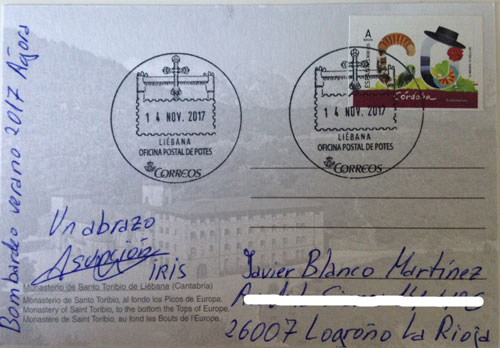 Bombardeo verano 2017 Ágora
14 NOV. 2017
LIÉBANA
OFICINA POSTAL DE POTES
CORREOS
14 NOV. 2017
LIÉBANA
OFICINA POSTAL DE POTES
CORREOS
A
Córdoba
Un abrazo
Asunción
IRIS
Monasterio de Santo Toribio de Liébana (Cantabria)
Monasterio de Santo Toribio, al fondo los Picos de Europa.
Monastery of Saint Toribio, to the bottom the Tops of Europe.
Monastère de Saint Toribio, au fond les Bouts de l'Europe.
Javier Blanco Martínez
26007 Logroño La Rioja